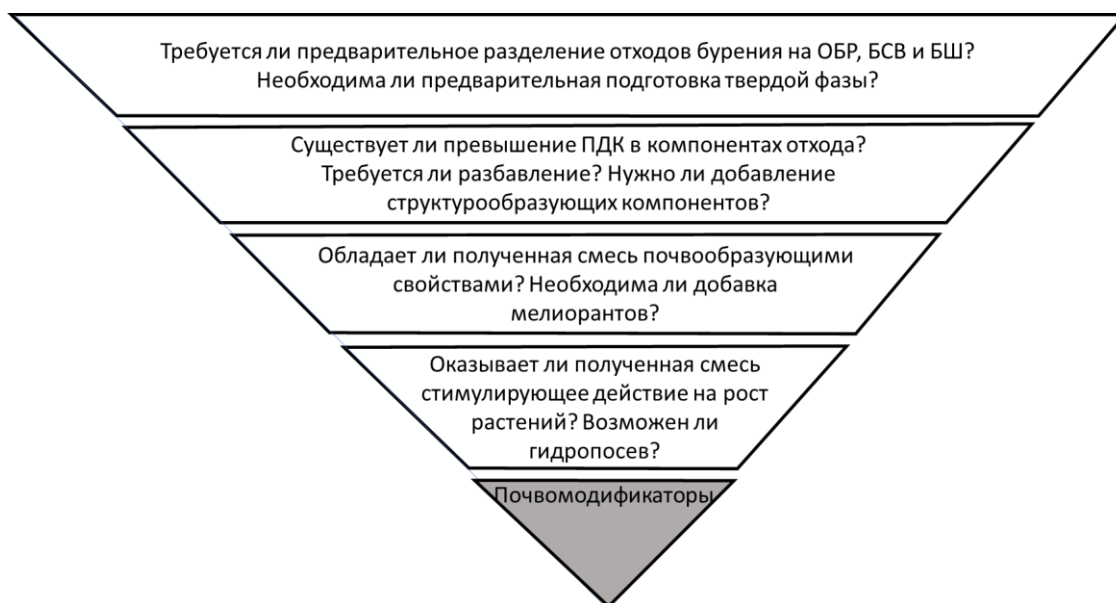 Требуется ли предварительное разделение отходов бурения на ОБР, БСВ и БШ?
Необходима ли предварительная подготовка твердой фазы?
Существует ли превышение ПДК в компонентах отхода?
Требуется ли разбавление? Нужно ли добавление
структурообразующих компонентов?
Обладает ли полученная смесь почвообразующими
свойствами? Необходима ли добавка
мелиорантов?
Оказывает ли полученная смесь
стимулирующее действие на рост
растений? Возможен ли
гидропосев?
Почвомодификаторы